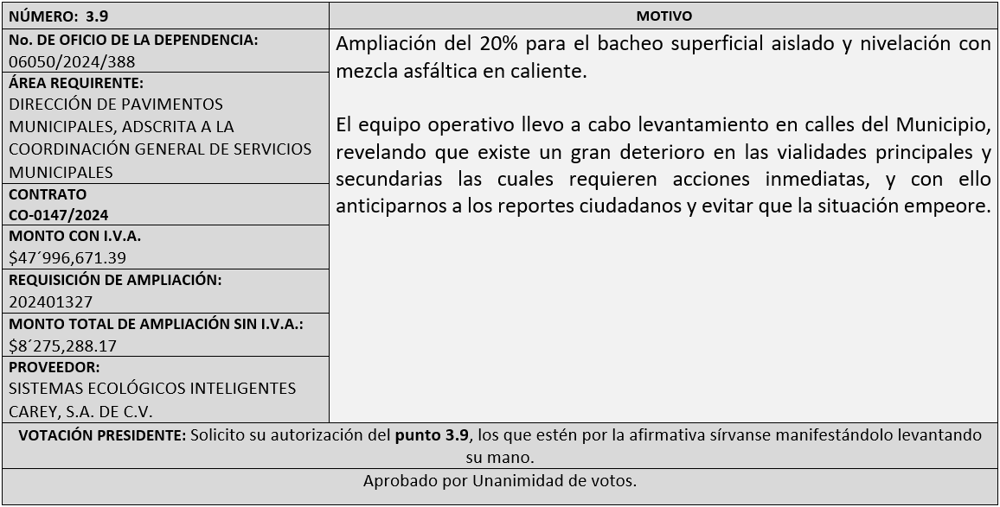 NÚMERO: 3.9
No. DE OFICIO DE LA DEPENDENCIA:
06050/2024/388
ÁREA REQUIRENTE:
DIRECCIÓN DE PAVIMENTOS
MUNICIPALES, ADSCRITA A LA
COORDINACIÓN GENERAL DE SERVICIOS
MUNICIPALES
CONTRATO
CO-0147/2024
MONTO CON I.V.A.
$47´996,671.39
REQUISICIÓN DE AMPLIACIÓN:
202401327
MONTO TOTAL DE AMPLIACIÓN SIN I.V.A.:
$8´275,288.17
PROVEEDOR:
SISTEMAS ECOLÓGICOS INTELIGENTES
CAREY, S.A. DE C.V.
MOTIVO
Ampliación del 20% para el bacheo superficial aislado y nivelación con
mezcla asfáltica en caliente.
El equipo operativo llevo a cabo levantamiento en calles del Municipio,
revelando que existe un gran deterioro en las vialidades principales y
secundarias las cuales requieren acciones inmediatas, y con ello
anticiparnos a los reportes ciudadanos y evitar que la situación empeore.
VOTACIÓN PRESIDENTE: Solicito su autorización del punto 3.9, los que estén por la afirmativa sírvanse manifestándolo levantando
su mano.
Aprobado por Unanimidad de votos.